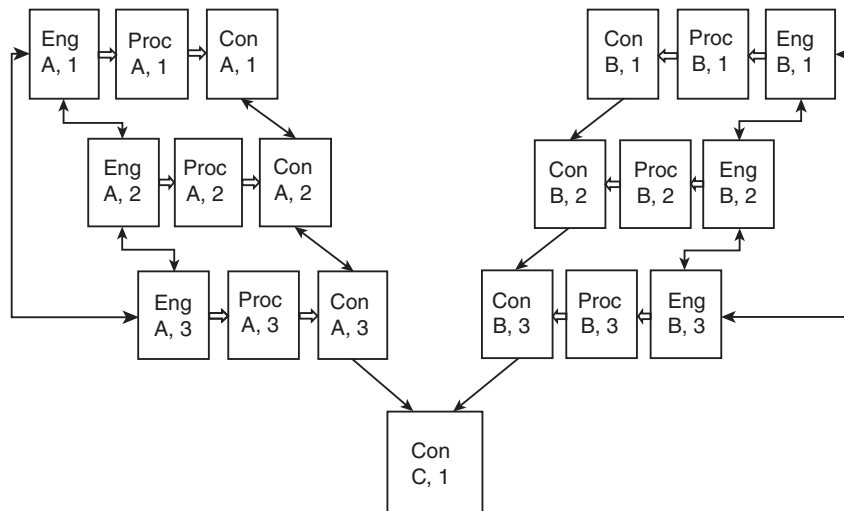 Eng
A, 1
Proc
A, 1
Con
A, 1
Con
B, 1
Proc
B, 1
Eng
B, 1
Eng
A, 2
Proc
A, 2
Con
A, 2
Con
B, 2
Proc
B, 2
Eng
B, 2
Eng
A, 3
Proc
A, 3
Con
A, 3
Con
B, 3
Proc
B, 3
Eng
B, 3
Con
C, 1